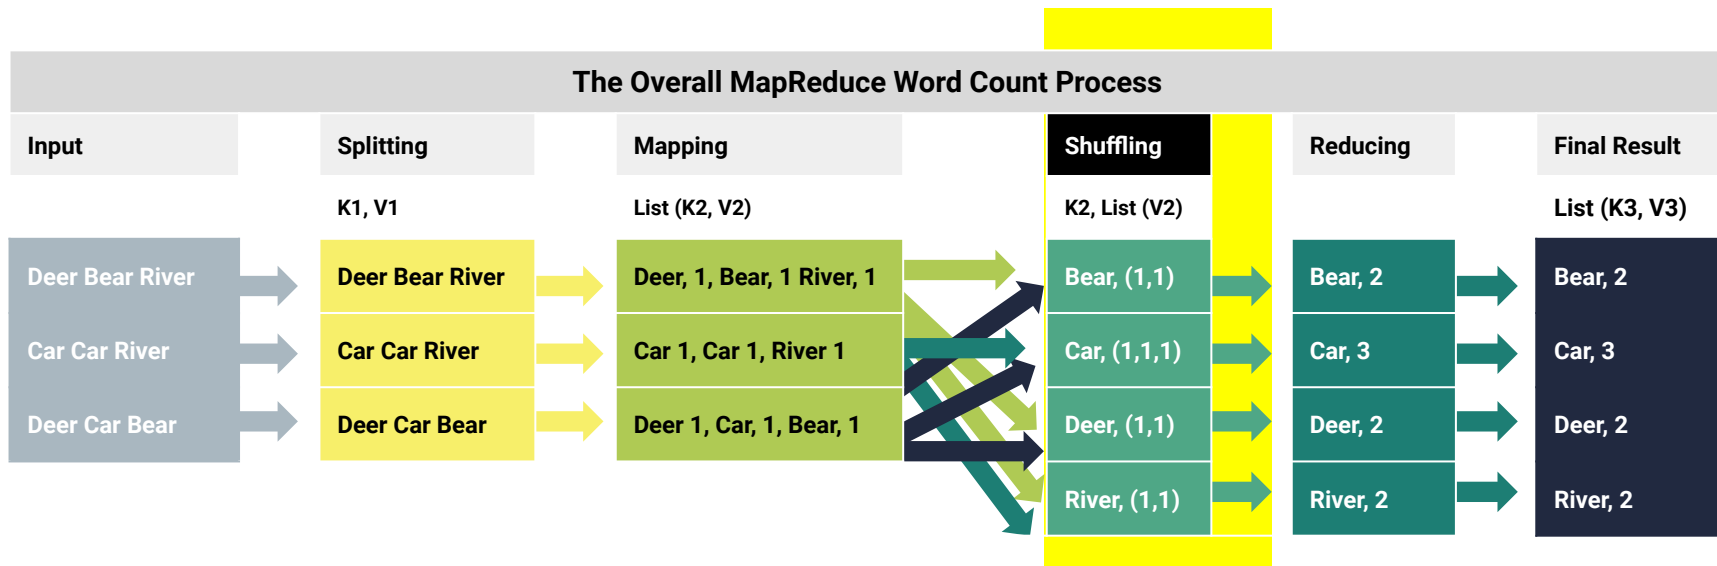 The Overall MapReduce Word Count Process
Input
Splitting
Mapping
Shuffling
Reducing
Final Result
K1, V1
List (K2, V2)
K2, List (V2)
List (K3, V3)
Deer Bear River
Deer Bear River
Deer, 1, Bear, 1 River, 1
Bear, (1,1)
Bear, 2
Bear, 2
Car Car River
Car Car River
Car 1, Car 1, River 1
Car, (1,1,1)
Car, 3
Car, 3
Deer Car Bear
Deer Car Bear
Deer 1, Car, 1, Bear, 1
Deer, (1,1)
Deer, 2
Deer, 2
River, (1,1)
River, 2
River, 2